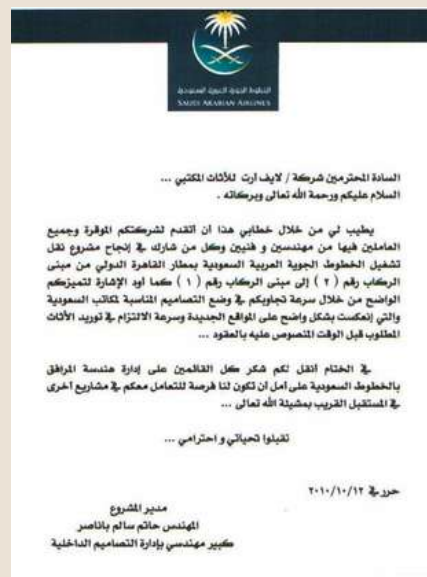 الخطوط الجوية العربية السعودية
SAUDI ARABIAN AIRLINES
السادة المحترمين شركة / لايف آرت للأثاث المكتبي ...
السلام عليكم ورحمة الله تعالى وبركاته .
يطيب لي من خلال خطابي هذا أن أتقدم لشركتكم الموقرة وجميع
العاملين فيها من مهندسين و فنيين وكل من شارك في إنجاح مشروع نقل
تشغيل الخطوط الجوية العربية السعودية بمطار القاهرة الدولي من مبنى
الركاب رقم ( ٢ ) إلى مبنى الركاب رقم ( ١ ) كما أود الإشارة لتميزكم
الواضح من خلال سرعة تجاوبكم في وضع التصاميم المناسبة لمكاتب السعودية
والتي إنعكست بشكل واضح على المواقع الجديدة وسرعة الالتزام في توريد الأثاث
المطلوب قبل الوقت المنصوص عليه بالعقود ...
في الختام أنقل لكم شكر كل القائمين على إدارة هندسة المرافق
بالخطوط السعودية على أمل أن تكون لنا فرصة للتعامل معكم في مشاريع أخرى
في المستقبل القريب بمشيئة الله تعالى ...
تقبلوا تحياتي و احترامي ...
حرر في ٢٠١٠/١٠/١٢
مدير المشروع
المهندس حاتم سالم باناصر
كبير مهندسي بإدارة التصاميم الداخلية